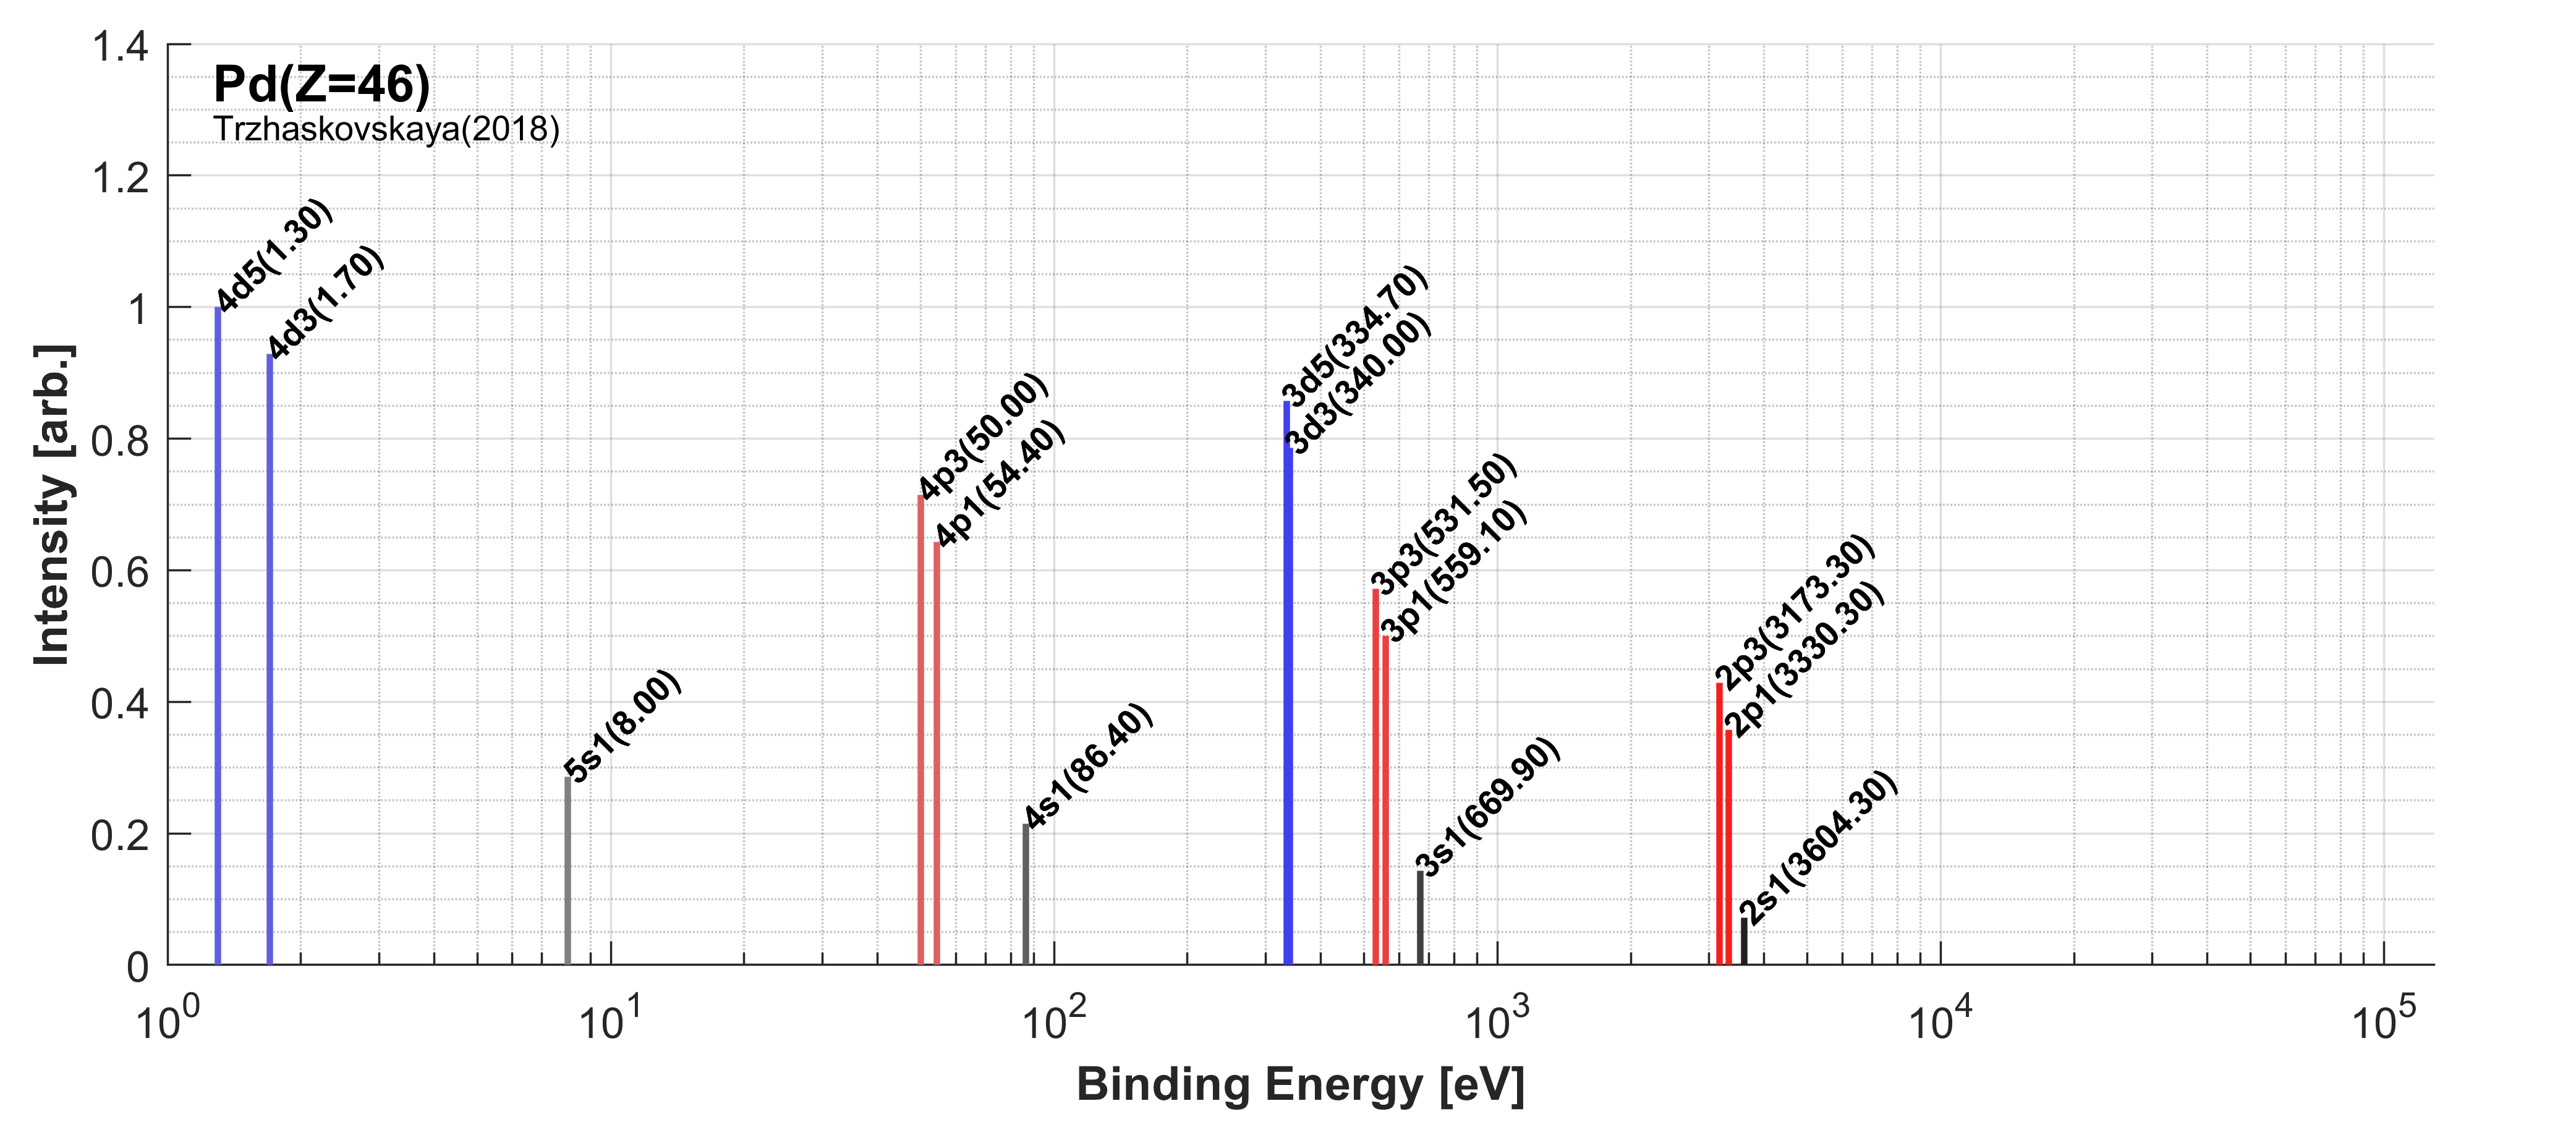 Pd(Z=46)
Trzhaskovskaya(2018)
Intensity [arb.]
1.4
1.2
1
0.8
0.6
0.4
0.2
0
4d5(1.30)
4d3(1.70)
5s1(8.00)
4p3(50.00)
4p1(54.40)
4s1(86.40)
3d5(334.70)
3d3(340.00)
3p3(531.50)
3p1(559.10)
3s1(669.90)
2p3(3173.30)
2p1(3330.30)
2s1(3604.30)
10^0
10^1
10^2
10^3
10^4
10^5
Binding Energy [eV]